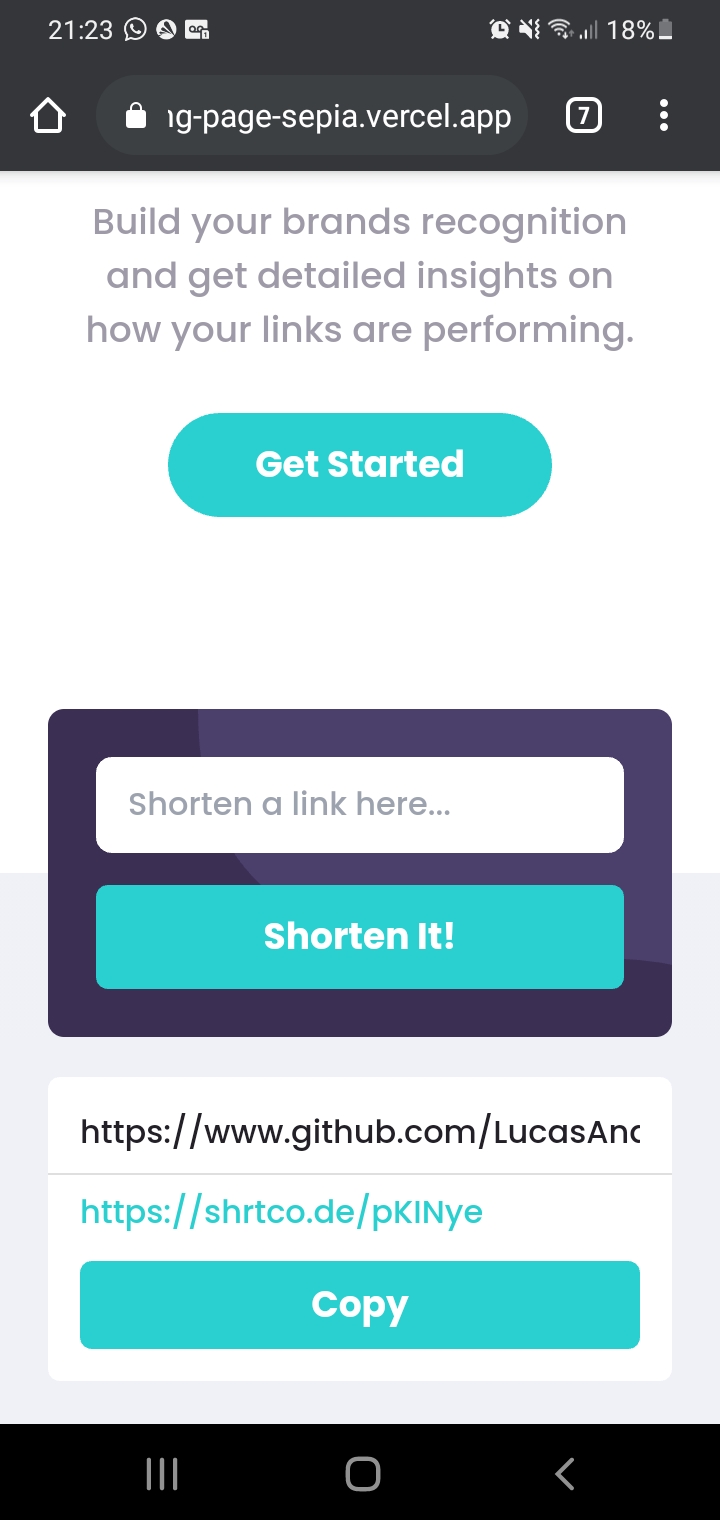 21:23 18%
ng-page-sepia.vercel.app 7
Build your brands recognition
and get detailed insights on
how your links are performing.
Get Started
Shorten a link here...
Shorten It!
https://www.github.com/LucasAnd
https://shrtco.de/pKINye
Copy